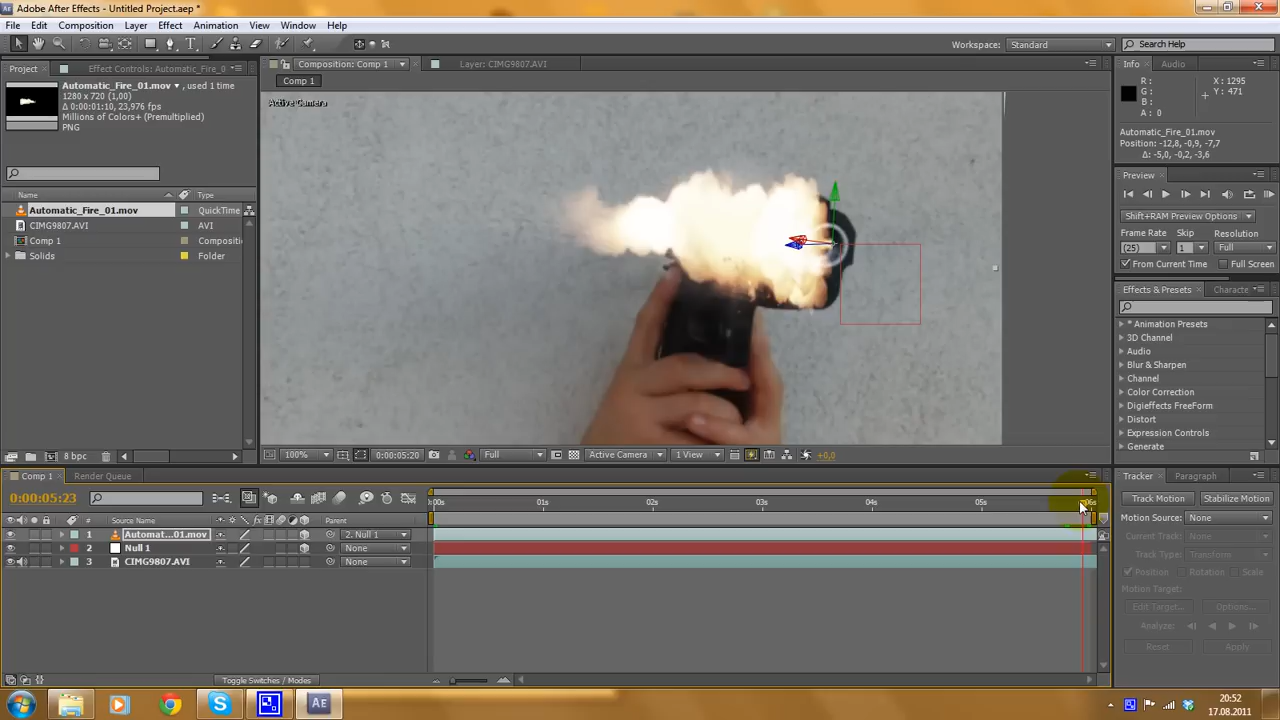 Adobe After Effects - Untitled Project.aep *
File Edit Composition Layer Effect Animation View Window Help
Workspace: Standard Search Help
Project Effect Controls: Automatic_Fire_0
Composition: Comp 1 Layer: CIMG9807.AVI
Info Audio
Automatic_Fire_01.mov ▾ , used 1 time
1280 x 720 (1,00)
Δ 0:00:01:10, 23,976 fps
Millions of Colors+ (Premultiplied)
PNG
Comp 1
Active Camera
R :
G :
B :
A : 0
X : 1295
Y : 471
Automatic_Fire_01.mov
Position: -12,8, -0,9, -7,7
Δ: -5,0, -0,2, -3,6
Preview
Shift+RAM Preview Options
Frame Rate Skip Resolution
(25) 1 Full
From Current Time Full Screen
Name Type
Automatic_Fire_01.mov QuickTime
CIMG9807.AVI AVI
Comp 1 Compositi
Solids Folder
Effects & Presets Characte
* Animation Presets
3D Channel
Audio
Blur & Sharpen
Channel
Color Correction
Digieffects FreeForm
Distort
Expression Controls
Generate
8 bpc
100% 0:00:05:20 Full Active Camera 1 View +0,0
Comp 1 Render Queue
0:00:05:23
:00s 01s 02s 03s 04s 05s 06s
# Source Name Parent
1 Automat...01.mov 2. Null 1
2 Null 1 None
3 CIMG9807.AVI None
Toggle Switches / Modes
Tracker Paragraph
Track Motion Stabilize Motion
Motion Source: None
Current Track: None
Track Type: Transform
Position Rotation Scale
Motion Target:
Edit Target... Options...
Analyze:
Reset Apply
20:52
17.08.2011